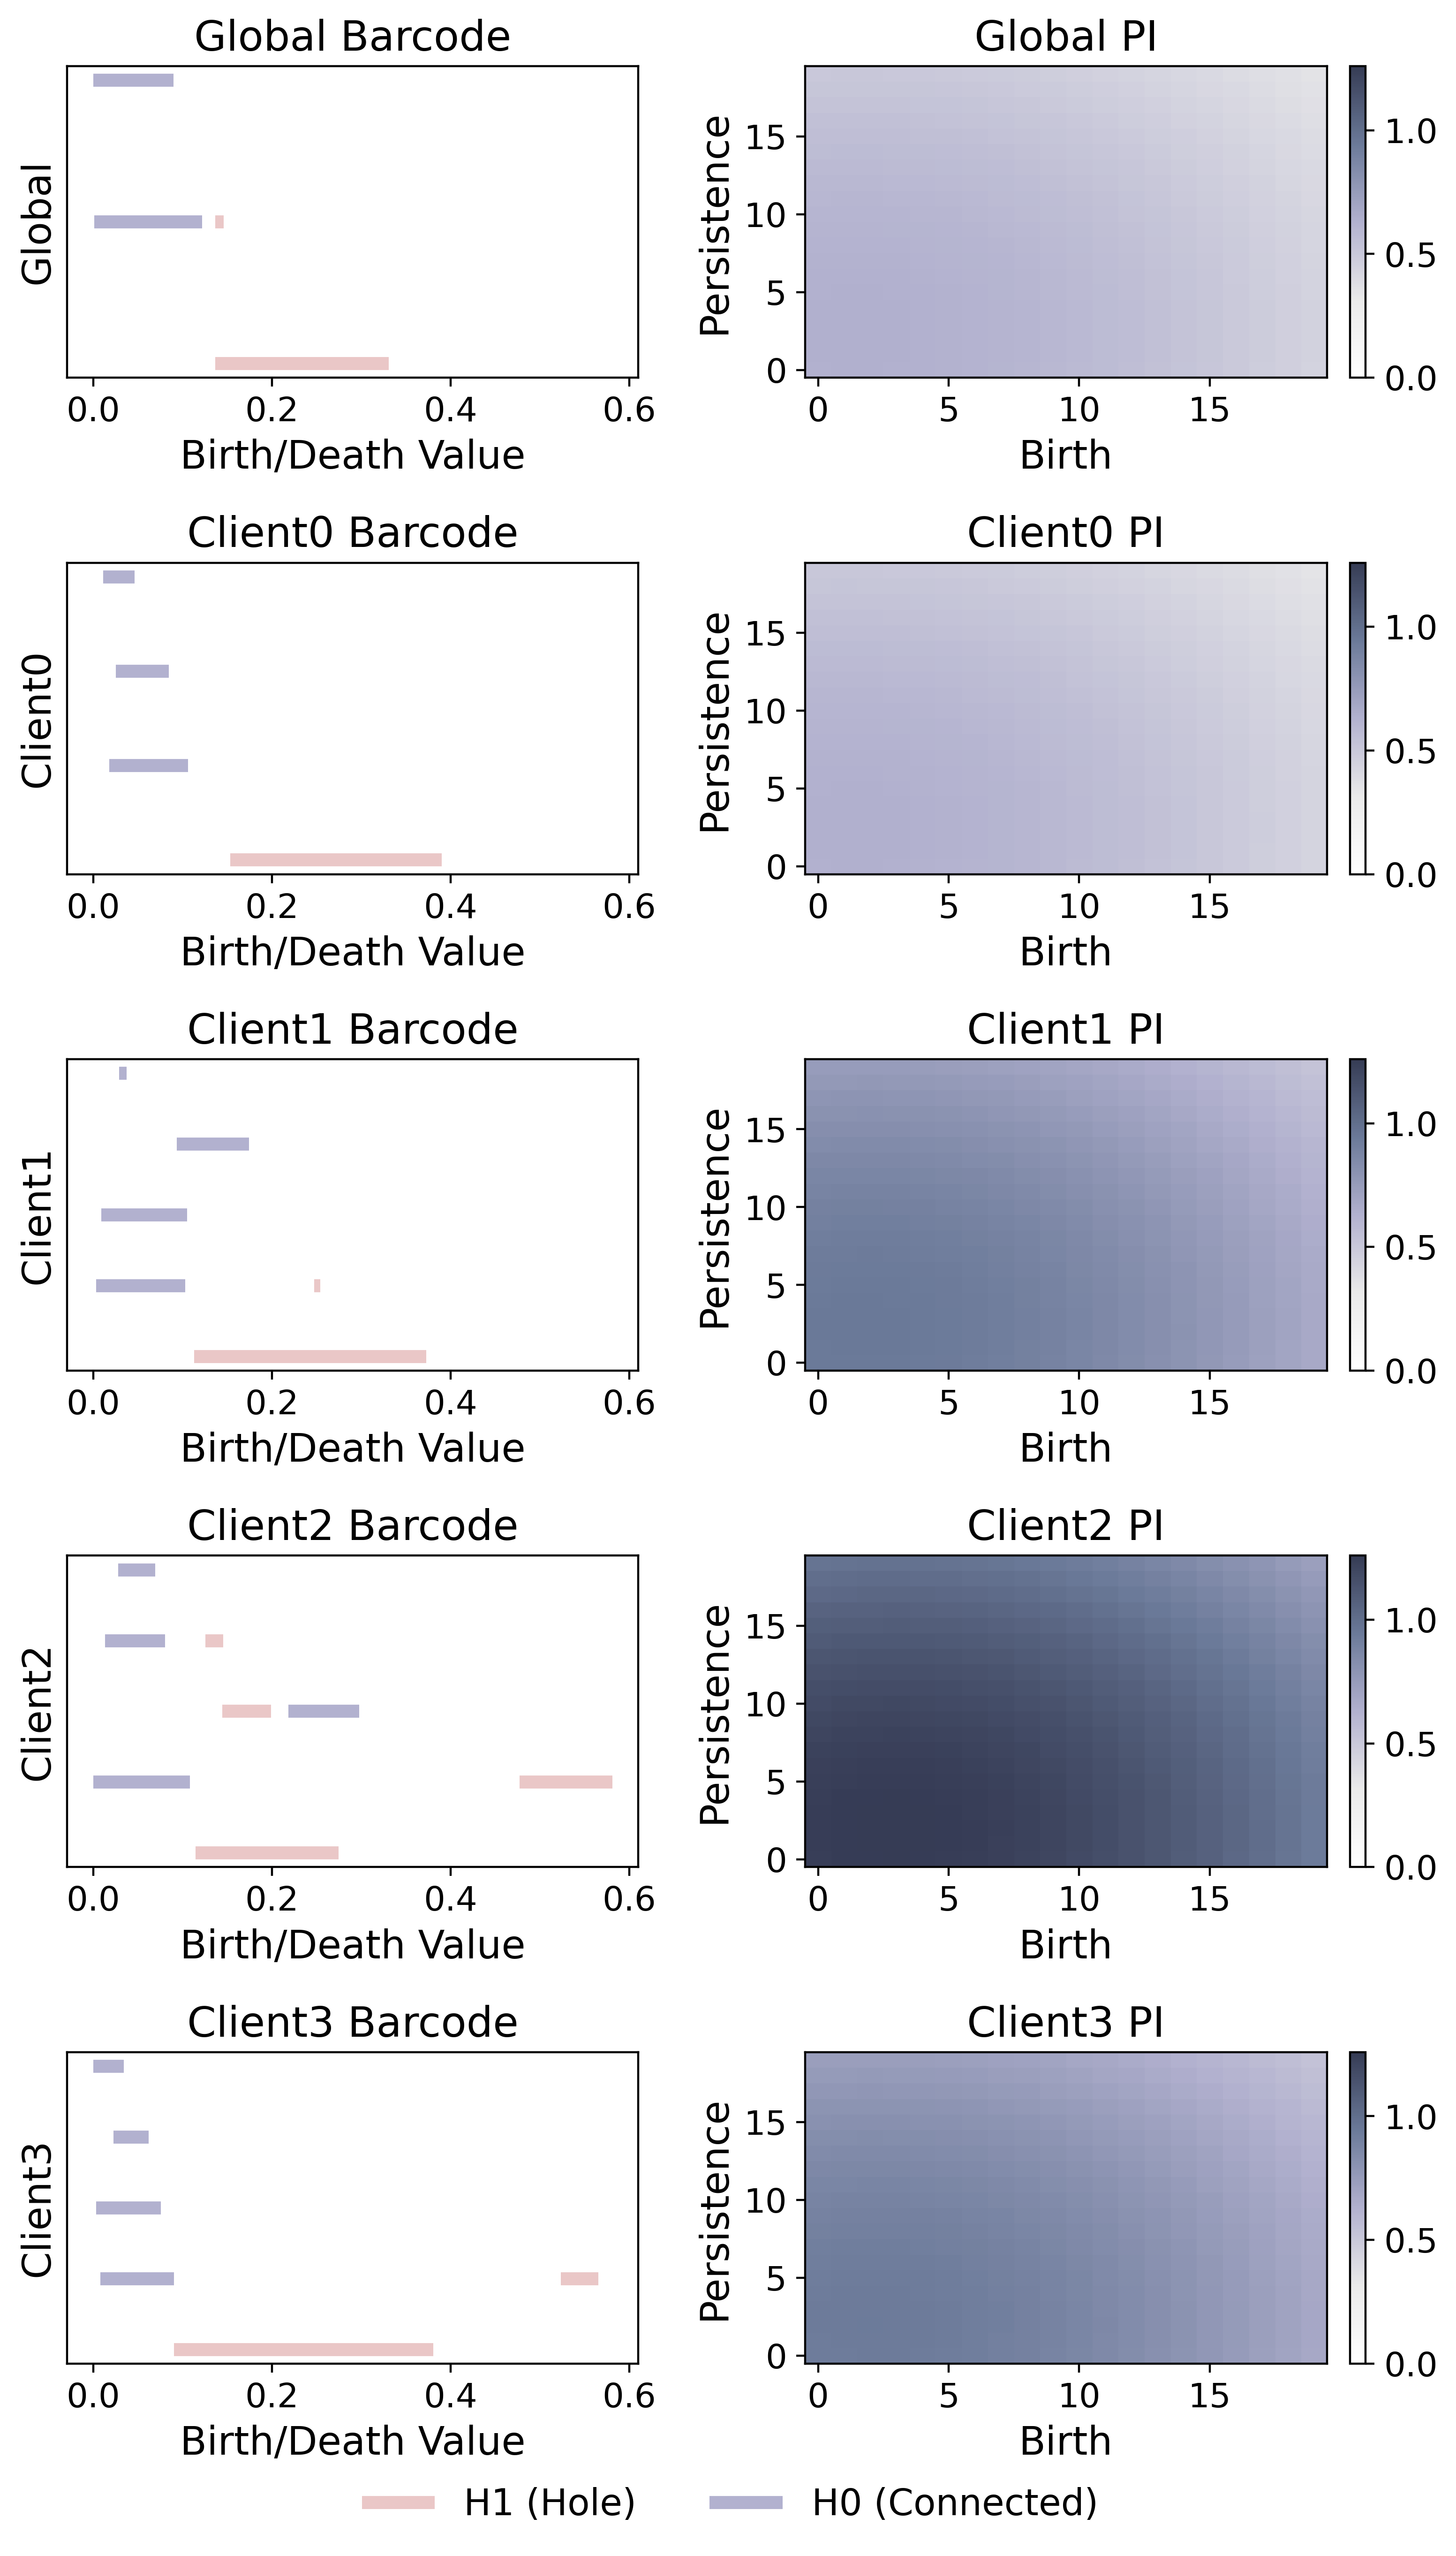 Global Barcode
Global
0.0 0.2 0.4 0.6
Birth/Death Value
Global PI
Persistence
15
10
5
0
0 5 10 15
Birth
1.0
0.5
0.0
Client0 Barcode
Client0
0.0 0.2 0.4 0.6
Birth/Death Value
Client0 PI
Persistence
15
10
5
0
0 5 10 15
Birth
1.0
0.5
0.0
Client1 Barcode
Client1
0.0 0.2 0.4 0.6
Birth/Death Value
Client1 PI
Persistence
15
10
5
0
0 5 10 15
Birth
1.0
0.5
0.0
Client2 Barcode
Client2
0.0 0.2 0.4 0.6
Birth/Death Value
Client2 PI
Persistence
15
10
5
0
0 5 10 15
Birth
1.0
0.5
0.0
Client3 Barcode
Client3
0.0 0.2 0.4 0.6
Birth/Death Value
Client3 PI
Persistence
15
10
5
0
0 5 10 15
Birth
1.0
0.5
0.0
H1 (Hole) H0 (Connected)